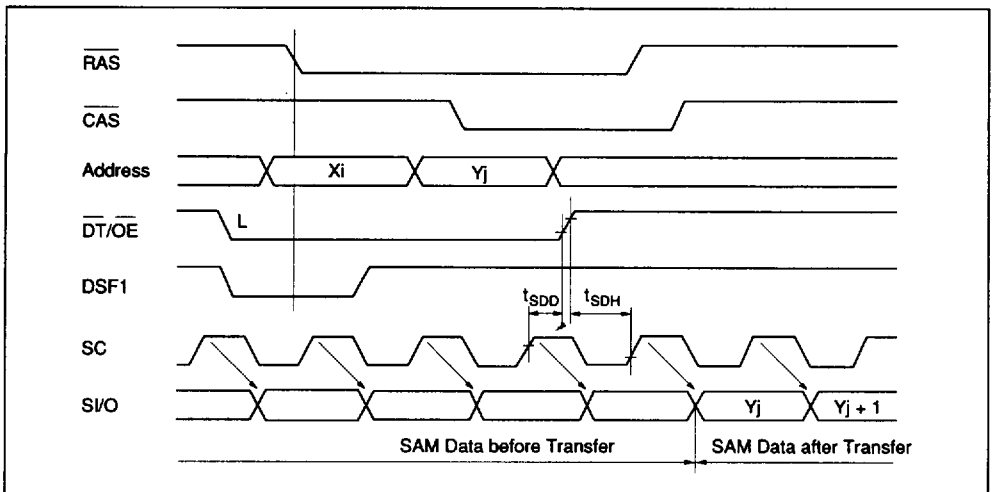 RAS
CAS
Address
Xi
Yj
DT/OE
L
DSF1
tSDD
tSDH
SC
SI/O
Yj
Yj + 1
SAM Data before Transfer
SAM Data after Transfer